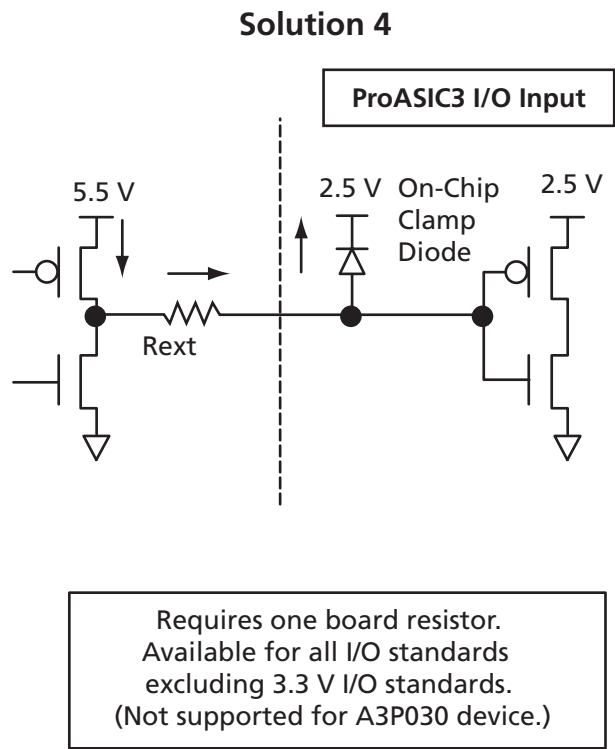 Solution 4
ProASIC3 I/O Input
5.5 V
2.5 V
On-Chip
Clamp
Diode
2.5 V
Rext
Requires one board resistor.
Available for all I/O standards
excluding 3.3 V I/O standards.
(Not supported for A3P030 device.)